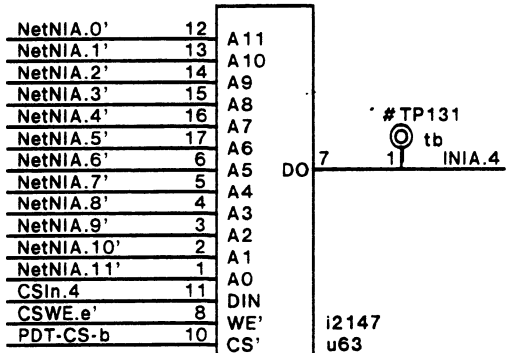 NetNIA.0' 12 A11
NetNIA.1' 13 A10
NetNIA.2' 14 A9
NetNIA.3' 15 A8
NetNIA.4' 16 A7
NetNIA.5' 17 A6
NetNIA.6' 6 A5
NetNIA.7' 5 A4
NetNIA.8' 4 A3
NetNIA.9' 3 A2
NetNIA.10' 2 A1
NetNIA.11' 1 A0
CSIn.4 11 DIN
CSWE.e' 8 WE'
PDT-CS-b 10 CS'
#TP131
tb
DO 7 1 INIA.4
i2147
u63